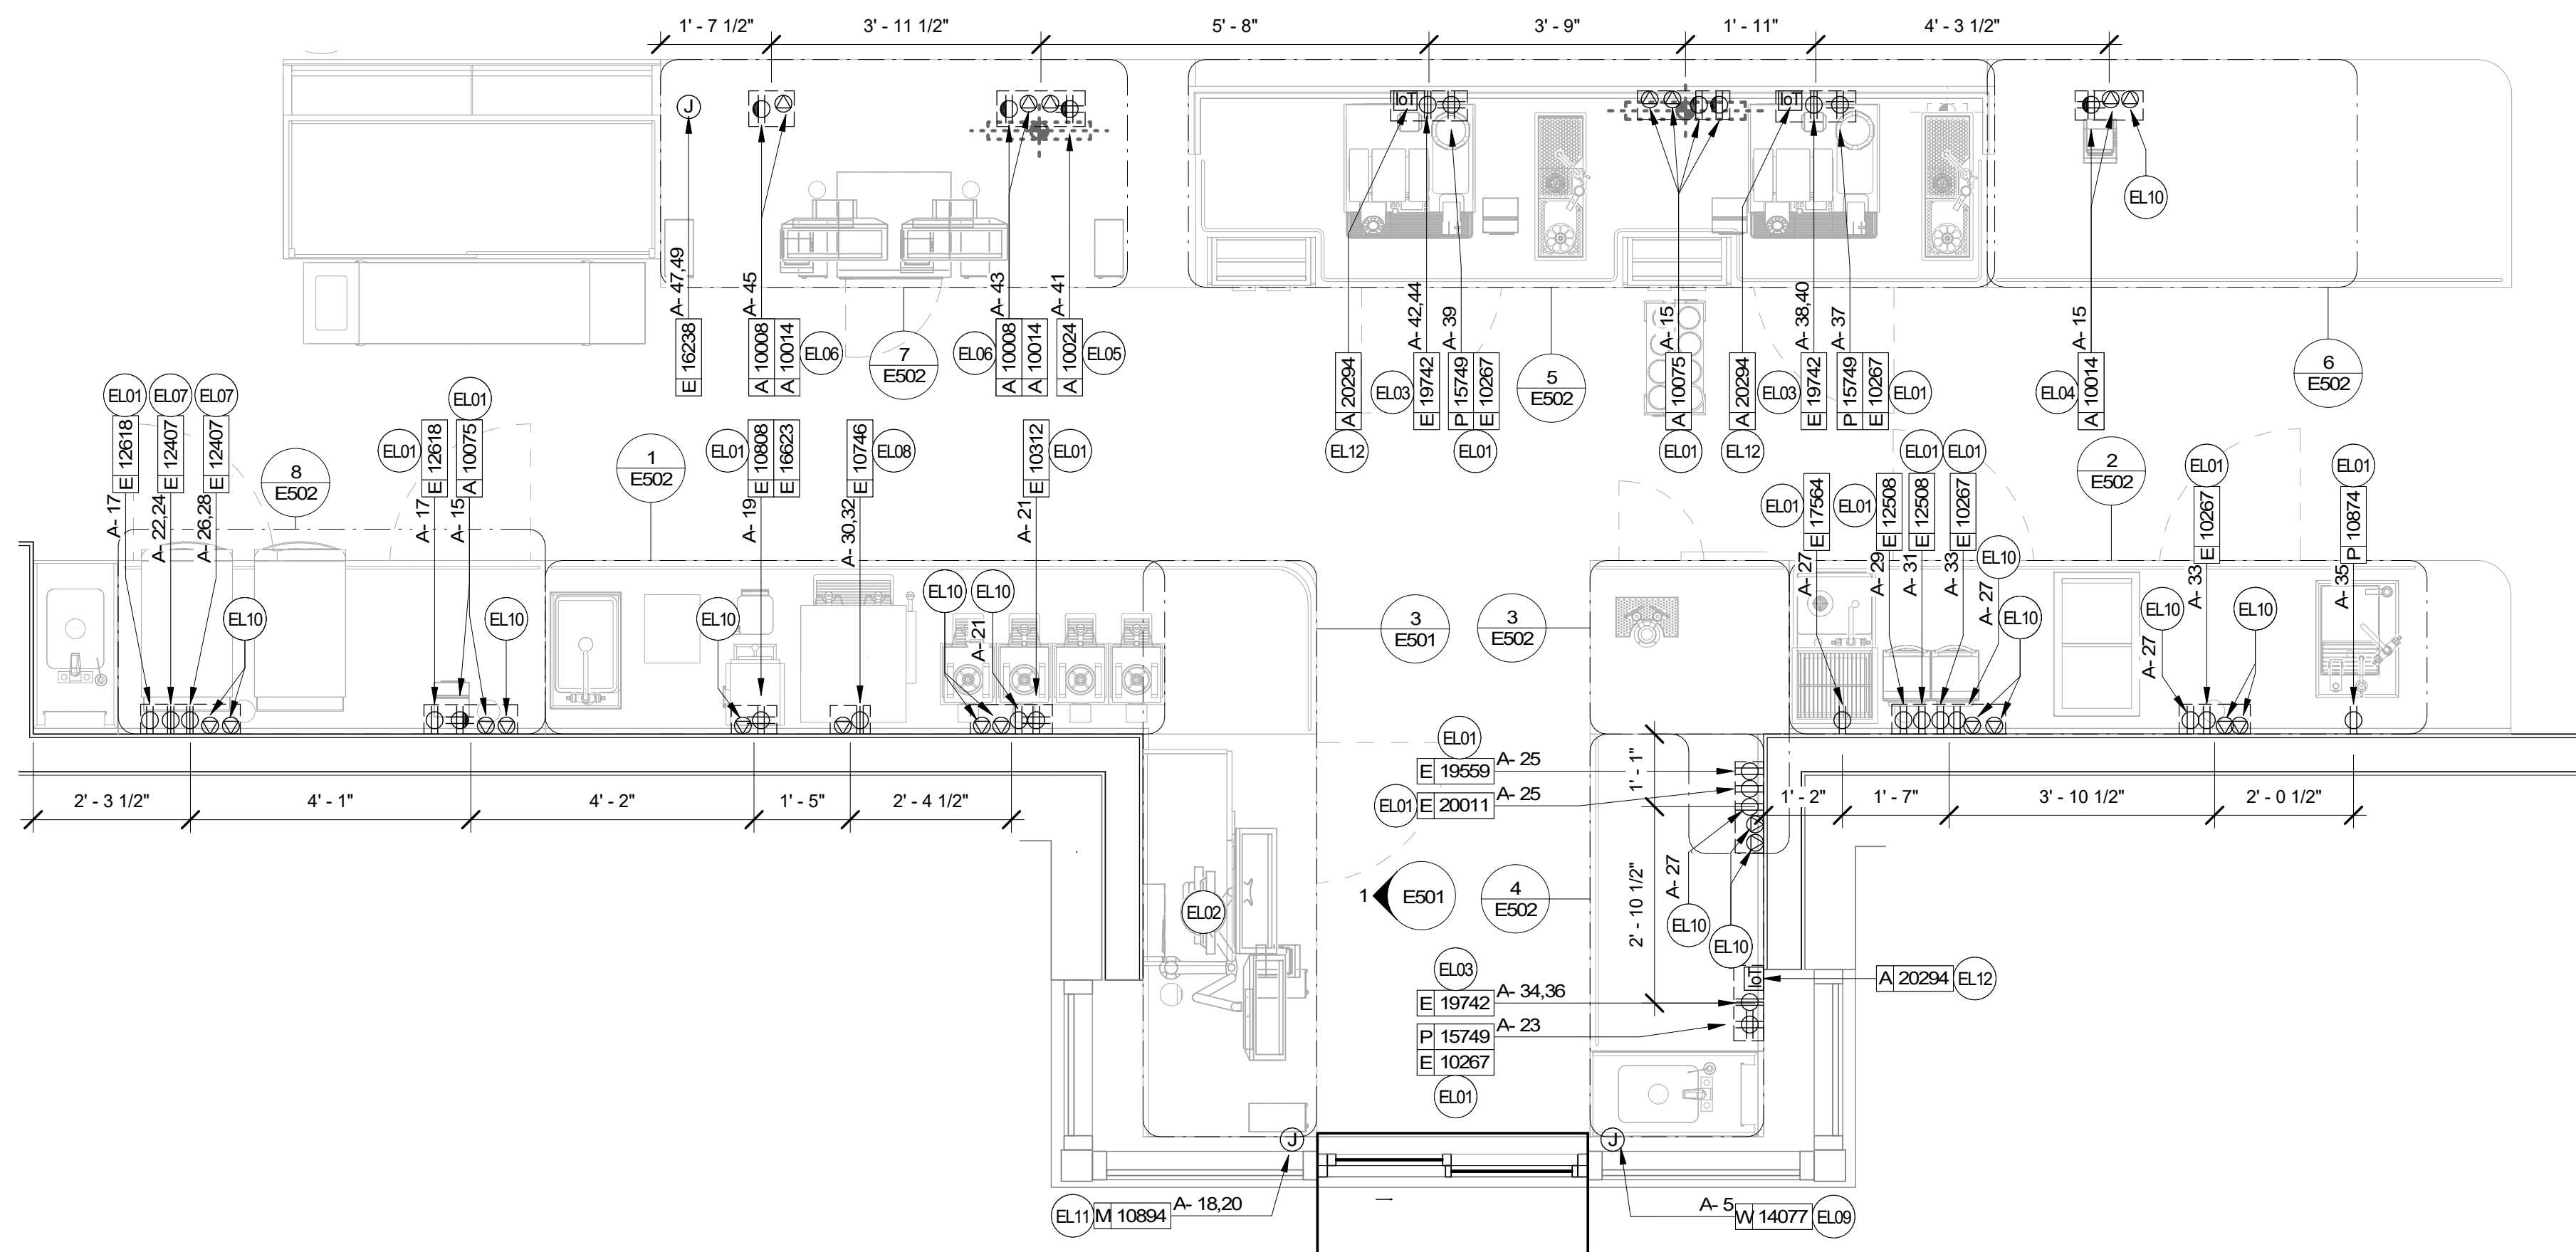 1' - 7 1/2"
3' - 11 1/2"
5' - 8"
3' - 9"
1' - 11"
4' - 3 1/2"
J
IoT
IoT
EL10
A- 47,49
A- 45
A- 43
A- 41
A- 42,44
A- 39
A- 15
A- 38,40
A- 37
A- 15
E 16238
A 10008
A 10014
EL06
7
E502
EL06
A 10008
A 10014
A 10024
EL05
A 20294
EL12
EL03
E 19742
P 15749
E 10267
EL01
5
E502
A 10075
EL01
A 20294
EL12
EL03
E 19742
P 15749
E 10267
EL01
EL04
A 10014
6
E502
EL01
EL07
EL07
E 12618
E 12407
E 12407
A- 17
A- 22,24
A- 26,28
8
E502
EL10
EL01
EL01
E 12618
A 10075
A- 17
A- 15
EL10
1
E502
EL01
E 10808
E 16623
A- 19
EL10
E 10746
EL08
A- 30,32
EL10
EL10
A- 21
E 10312
EL01
A- 21
3
E501
3
E502
EL01
E 17564
A- 27
EL01
E 12508
A- 29
EL01
E 12508
A- 31
EL01
E 10267
A- 33
EL10
A- 27
EL10
2
E502
EL01
E 10267
A- 33
EL10
A- 27
EL10
EL01
P 10874
A- 35
2' - 3 1/2"
4' - 1"
4' - 2"
1' - 5"
2' - 4 1/2"
EL01
E 19559
A- 25
EL01
E 20011
A- 25
1' - 1"
2' - 10 1/2"
1' - 2"
1' - 7"
3' - 10 1/2"
2' - 0 1/2"
A- 27
EL10
EL10
EL02
1
E501
4
E502
EL03
E 19742
A- 34,36
P 15749
A- 23
E 10267
EL01
IoT
A 20294
EL12
J
J
EL11
M 10894
A- 18,20
A- 5
W 14077
EL09